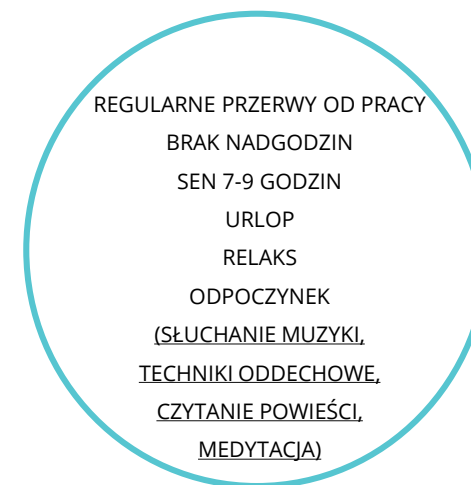 REGULARNE PRZERWY OD PRACY
BRAK NADGODZIN
SEN 7-9 GODZIN
URLOP
RELAKS
ODPOCZYNEK
(SŁUCHANIE MUZYKI,
TECHNIKI ODDECHOWE,
CZYTANIE POWIEŚCI,
MEDYTACJA)